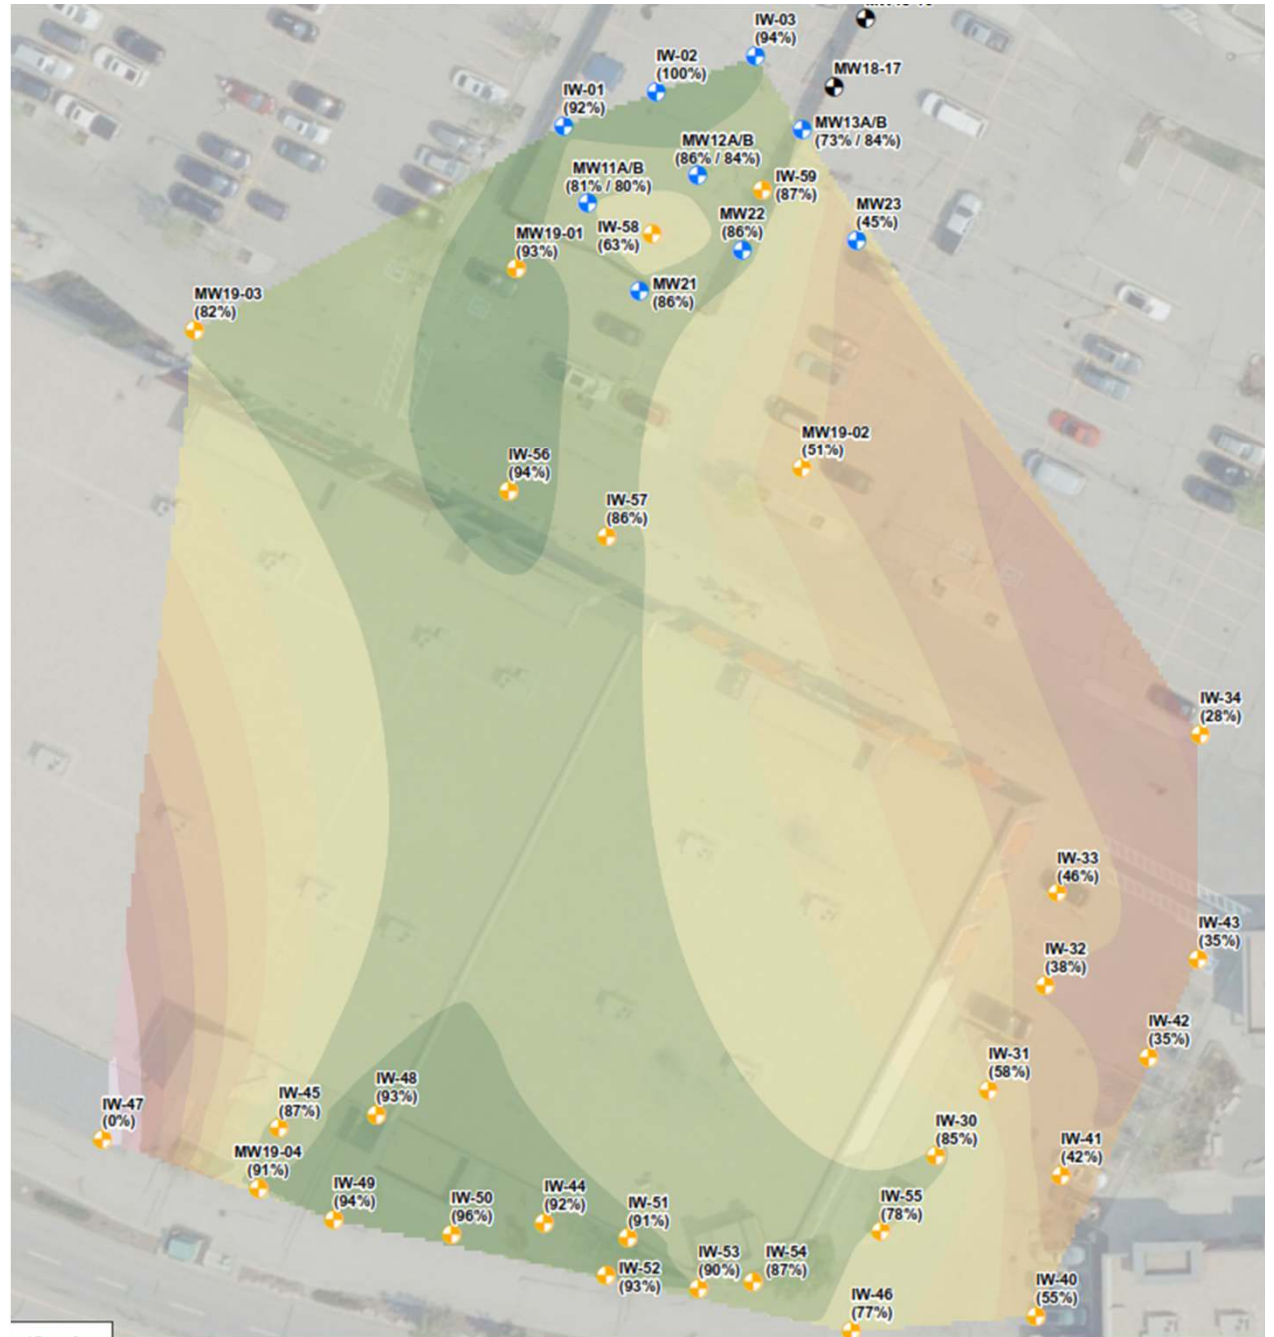 IW-03
(94%)
IW-02
(100%)
MW18-17
IW-01
(92%)
MW13A/B
(73% / 84%)
MW12A/B
(86% / 84%)
MW11A/B
(81% / 80%)
IW-59
(87%)
MW23
(45%)
MW22
(86%)
IW-58
(63%)
MW19-01
(93%)
MW21
(86%)
MW19-03
(82%)
MW19-02
(51%)
IW-56
(94%)
IW-57
(86%)
IW-34
(28%)
IW-33
(46%)
IW-43
(35%)
IW-32
(38%)
IW-42
(35%)
IW-31
(58%)
IW-48
(93%)
IW-45
(87%)
IW-47
(0%)
IW-30
(85%)
IW-41
(42%)
MW19-04
(91%)
IW-49
(94%)
IW-50
(96%)
IW-44
(92%)
IW-51
(91%)
IW-55
(78%)
IW-52
(93%)
IW-53
(90%)
IW-54
(87%)
IW-46
(77%)
IW-40
(55%)